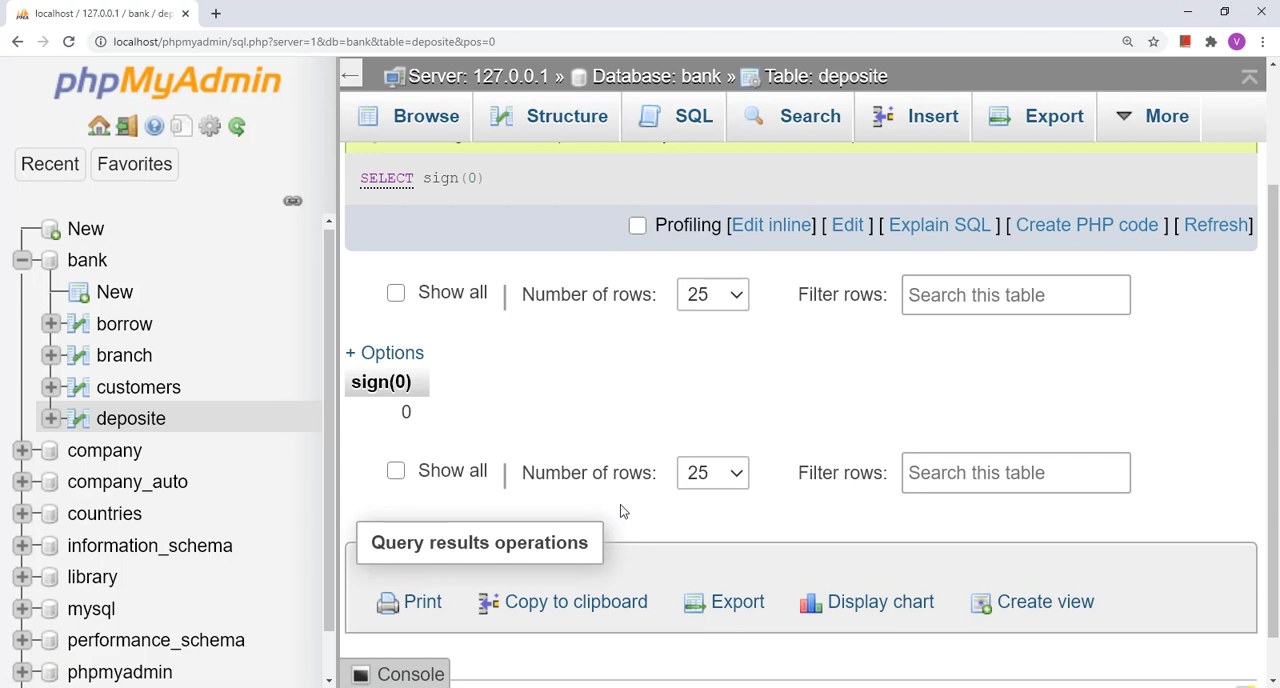 localhost / 127.0.0.1 / bank / dep
localhost/phpmyadmin/sql.php?server=1&db=bank&table=deposite&pos=0
V
phpMyAdmin
Recent
Favorites
New
bank
New
borrow
branch
customers
deposite
company
company_auto
countries
information_schema
library
mysql
performance_schema
phpmyadmin
Server: 127.0.0.1 » Database: bank » Table: deposite
Browse Structure SQL Search Insert Export More
SELECT sign(0)
Profiling [Edit inline] [ Edit ] [ Explain SQL ] [ Create PHP code ] [ Refresh]
Show all | Number of rows: 25 Filter rows: Search this table
+ Options
sign(0)
0
Show all | Number of rows: 25 Filter rows: Search this table
Query results operations
Print Copy to clipboard Export Display chart Create view
Console